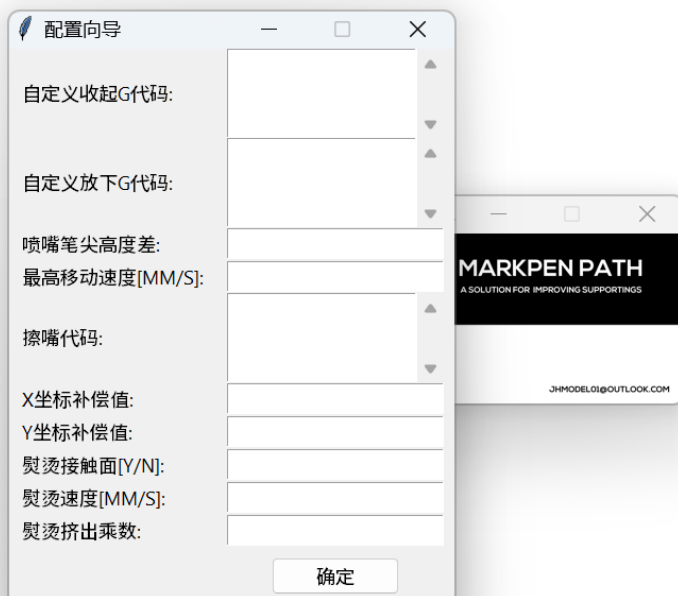 配置向导
自定义收起G代码:
自定义放下G代码:
喷嘴笔尖高度差:
最高移动速度[MM/S]:
擦嘴代码:
X坐标补偿值:
Y坐标补偿值:
熨烫接触面[Y/N]:
熨烫速度[MM/S]:
熨烫挤出乘数:
确定
MARKPEN PATH
A SOLUTION FOR IMPROVING SUPPORTINGS
JHMODEL01@OUTLOOK.COM